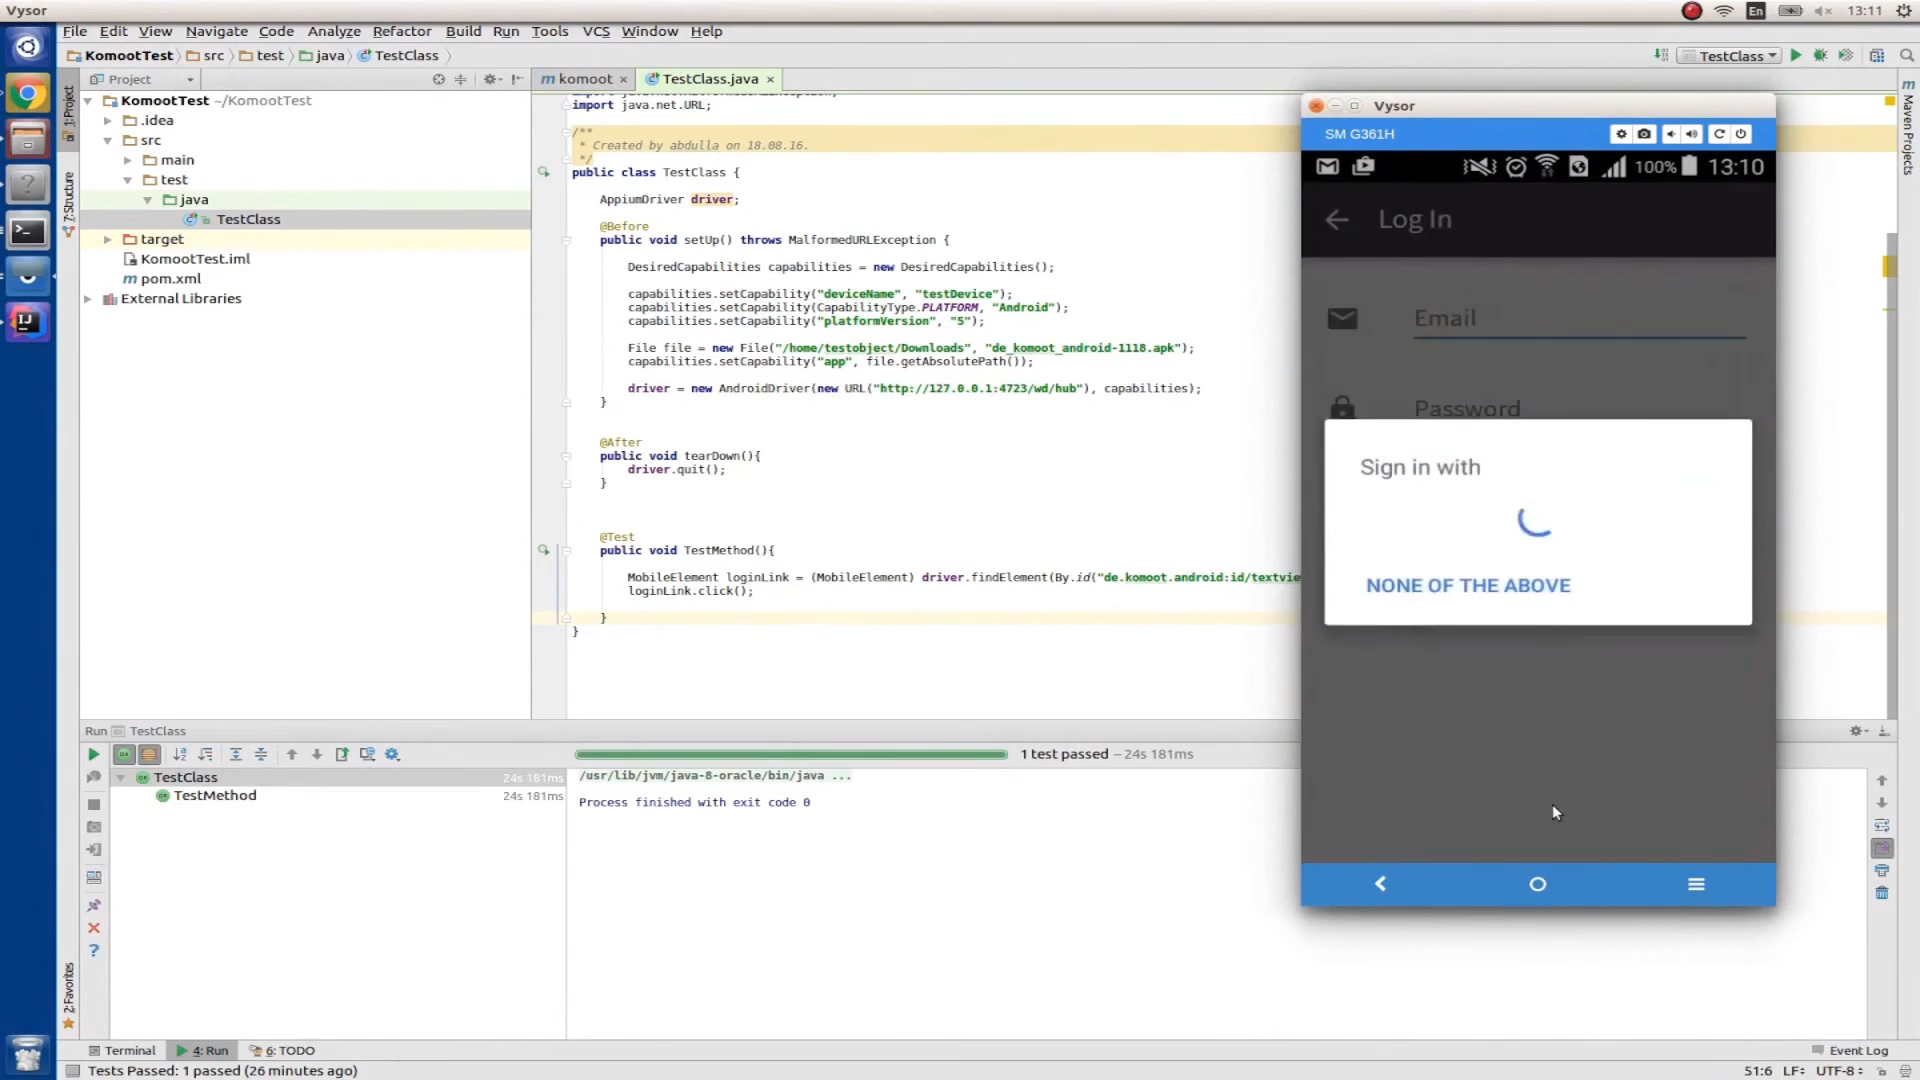 Vysor
En
13:11
File Edit View Navigate Code Analyze Refactor Build Run Tools VCS Window Help
KomootTest src test java TestClass
TestClass
Project
komoot
TestClass.java
1:Project
7:Structure
2:Favorites
Maven Projects
KomootTest ~/KomootTest
.idea
src
main
test
java
TestClass
target
KomootTest.iml
m pom.xml
External Libraries
import java.net.URL;
/**
* Created by abdulla on 18.08.16.
*/
public class TestClass {
AppiumDriver driver;
@Before
public void setUp() throws MalformedURLException {
DesiredCapabilities capabilities = new DesiredCapabilities();
capabilities.setCapability("deviceName", "testDevice");
capabilities.setCapability(CapabilityType.PLATFORM, "Android");
capabilities.setCapability("platformVersion", "5");
File file = new File("/home/testobject/Downloads", "de_komoot_android-1118.apk");
capabilities.setCapability("app", file.getAbsolutePath());
driver = new AndroidDriver(new URL("http://127.0.0.1:4723/wd/hub"), capabilities);
}
@After
public void tearDown(){
driver.quit();
}
@Test
public void TestMethod(){
MobileElement loginLink = (MobileElement) driver.findElement(By.id("de.komoot.android:id/textvie
loginLink.click();
}
}
Vysor
SM G361H
100% 13:10
Log In
Email
Password
Sign in with
NONE OF THE ABOVE
Run TestClass
1 test passed – 24s 181ms
TestClass 24s 181ms
TestMethod 24s 181ms
/usr/lib/jvm/java-8-oracle/bin/java ...
Process finished with exit code 0
Terminal 4: Run 6: TODO
Event Log
Tests Passed: 1 passed (26 minutes ago)
51:6 LF÷ UTF-8÷